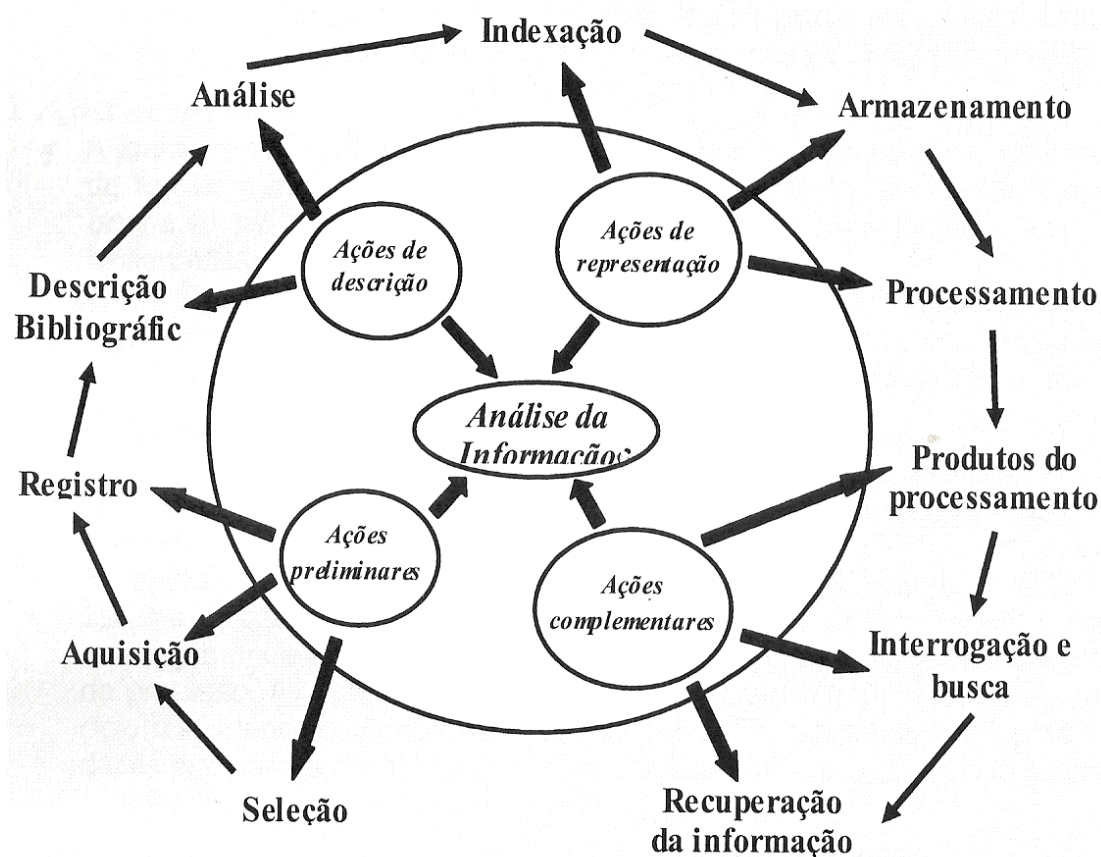 Indexação
Análise
Armazenamento
Ações de
descrição
Ações de
representação
Descrição
Bibliográfic
Processamento
Análise da
Informaçãoς
Registro
Produtos do
processamento
Ações
preliminares
Ações
complementares
Aquisição
Interrogação e
busca
Seleção
Recuperação
da informação